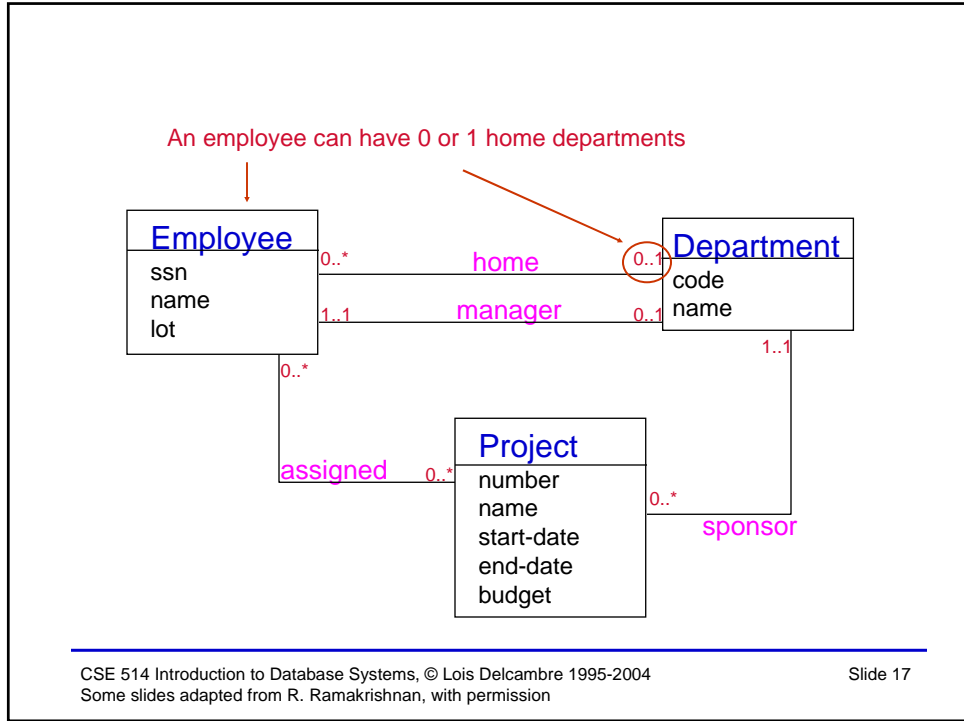 An employee can have 0 or 1 home departments
Employee
ssn
name
lot
0..*
home
0..1
1..1
manager
0..1
Department
code
name
0..*
1..1
assigned
0..*
Project
number
name
start-date
end-date
budget
0..*
sponsor
CSE 514 Introduction to Database Systems, © Lois Delcambre 1995-2004
Slide 17
Some slides adapted from R. Ramakrishnan, with permission